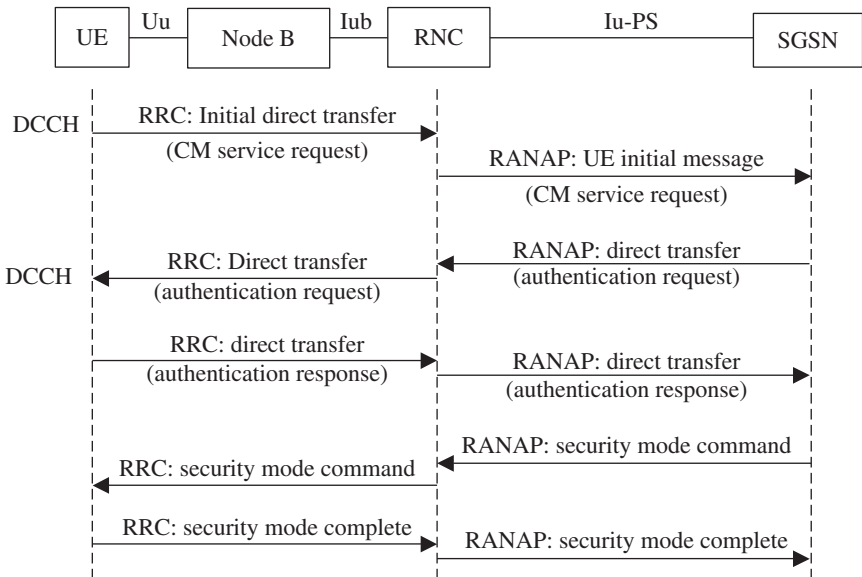 Uu Iub Iu-PS
UE Node B RNC SGSN
DCCH RRC: Initial direct transfer
(CM service request)
RANAP: UE initial message
(CM service request)
RANAP: direct transfer
(authentication request)
DCCH RRC: Direct transfer
(authentication request)
RRC: direct transfer
(authentication response)
RANAP: direct transfer
(authentication response)
RANAP: security mode command
RRC: security mode command
RRC: security mode complete
RANAP: security mode complete